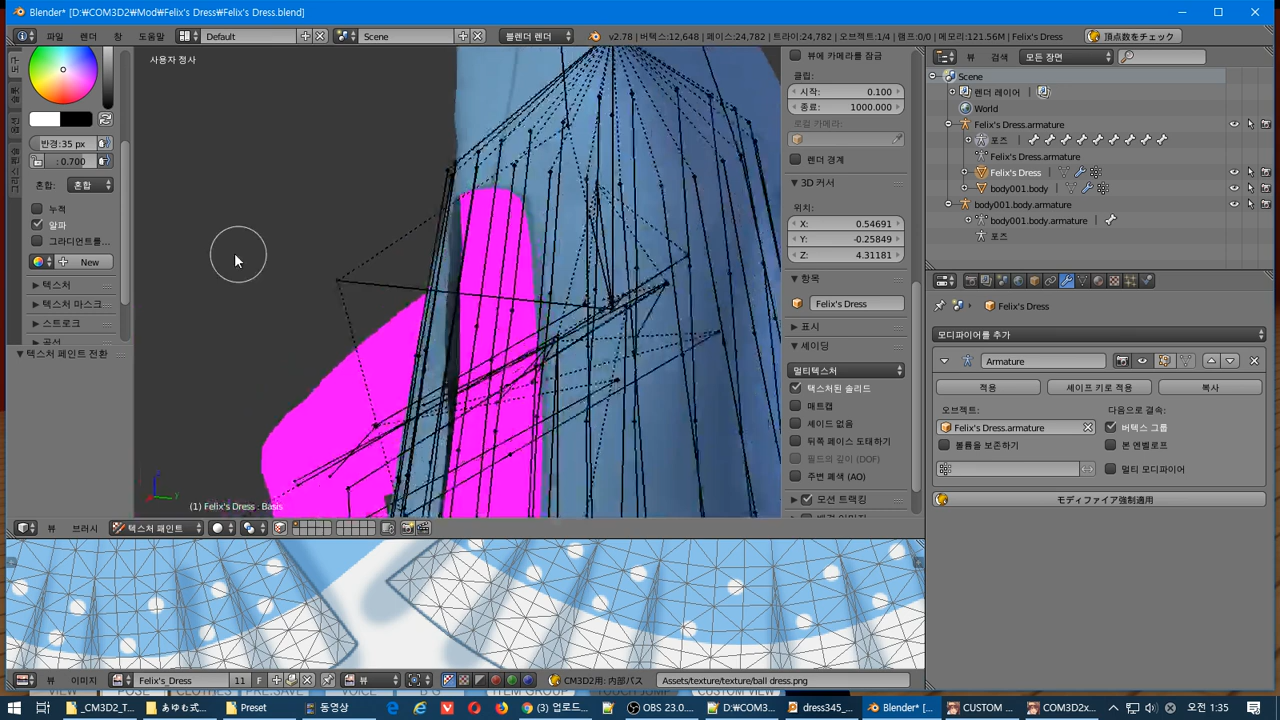 Blender* [D:₩COM3D2₩Mod₩Felix's Dress₩Felix's Dress.blend]
파일
렌더
창
도움말
Default
Scene
블렌더 렌더
v2.78 | 버텍스:12,648 | 페이스:24,782 | 오브젝트:1/4 | 램프:0/0 | 메모리:121.56M | Felix's Dress
頂点数をチェック
사용자 정사
반경:35 px
: 0.700
혼합:
혼합
누적
알파
그라디언트를...
New
텍스처
텍스처 마스크
스트로크
텍스처 페인트 전환
(1) Felix's Dress : Basis
뷰에 카메라를 잠금
클립:
시작: 0.100
종료: 1000.000
로컬 카메라:
렌더 경계
3D 커서
위치:
X: 0.54691
Y: -0.25849
Z: 4.31181
항목
Felix's Dress
표시
셰이딩
멀티텍스처
텍스처된 솔리드
매트캡
셰이드 없음
뒤쪽 페이스 도태하기
필드의 깊이 (DOF)
주변 폐색 (AO)
모션 트랙킹
뷰
검색
모든 장면
Scene
렌더 레이어
World
Felix's Dress.armature
포즈
Felix's Dress.armature
Felix's Dress
body001.body
body001.body.armature
body001.body.armature
포즈
Felix's Dress
모디파이어를 추가
Armature
적용
셰이프 키로 적용
복사
오브젝트:
다음으로 결속:
Felix's Dress.armature
버텍스 그룹
볼륨을 보존하기
본 엔벨로프
멀티 모디파이어
モディファイア強制適用
뷰
브러시
텍스처 페인트
뷰
이미지
Felix's_Dress
11
F
뷰
CM3D2用: 内部パス
Assets/texture/texture/ball dress.png
_CM3D2_T...
あゆむ式...
Preset
동영상
(3) 업로드...
OBS 23.0....
D:₩COM3...
dress345_...
Blender* [...
CUSTOM ...
COM3D2x...
오전 1:35